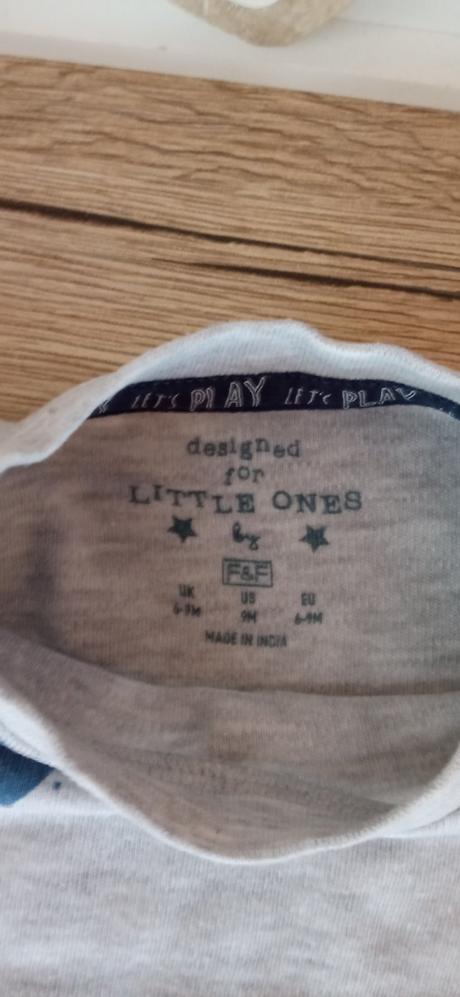 LET'S PLAY LET'S PLAY
designed
for
LITTLE ONES
by
F&F
UK US EU
6-9M 9M 6-9M
MADE IN INDIA